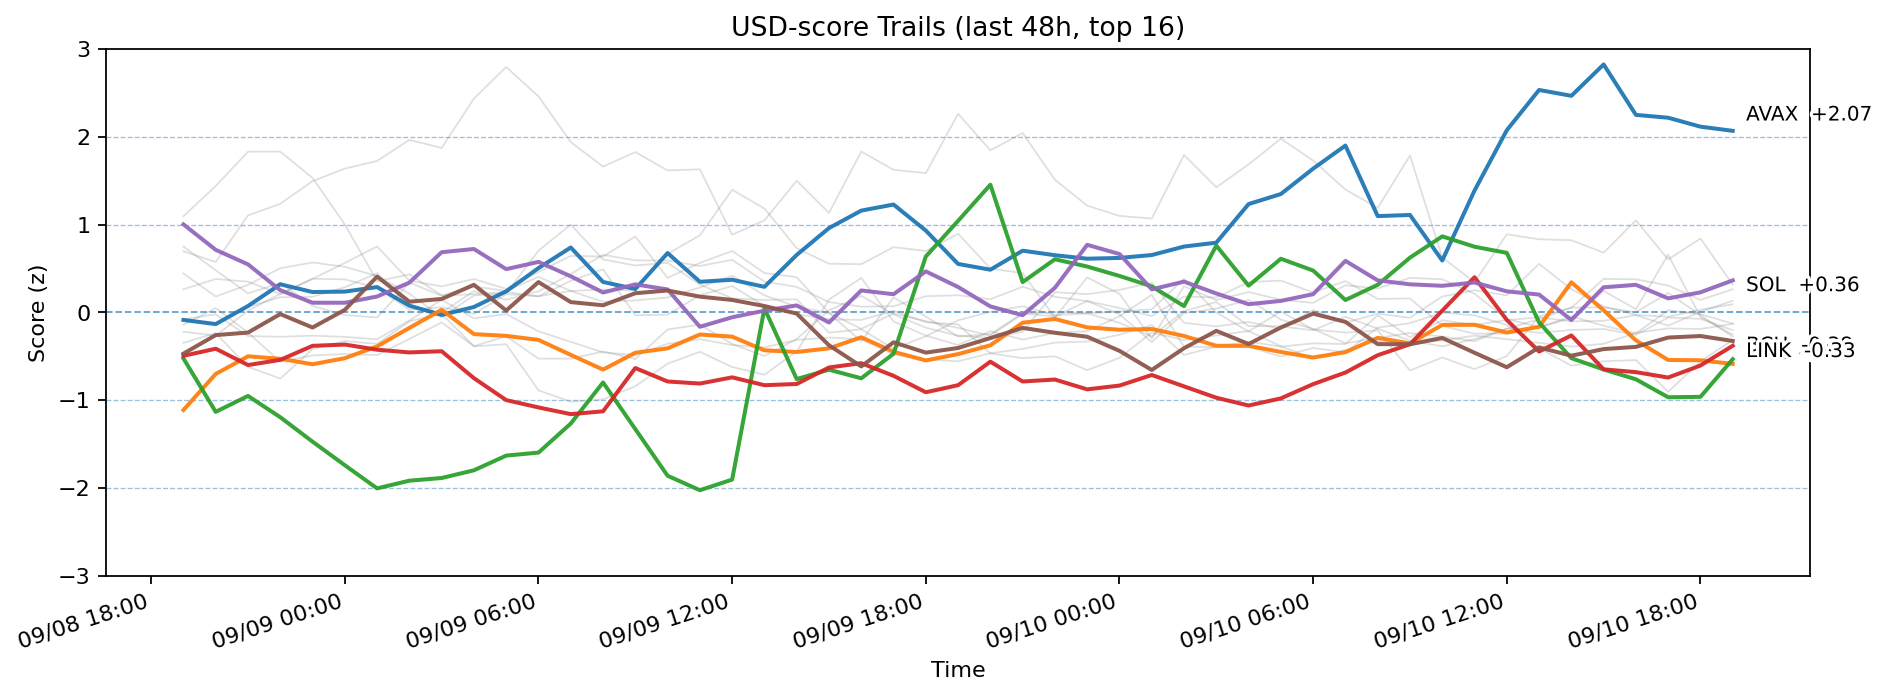 USD-score Trails (last 48h, top 16)
Score (z)
3
2
1
0
−1
−2
−3
AVAX +2.07
SOL +0.36
LINK -0.33
09/08 18:00
09/09 00:00
09/09 06:00
09/09 12:00
09/09 18:00
09/10 00:00
09/10 06:00
09/10 12:00
09/10 18:00
Time